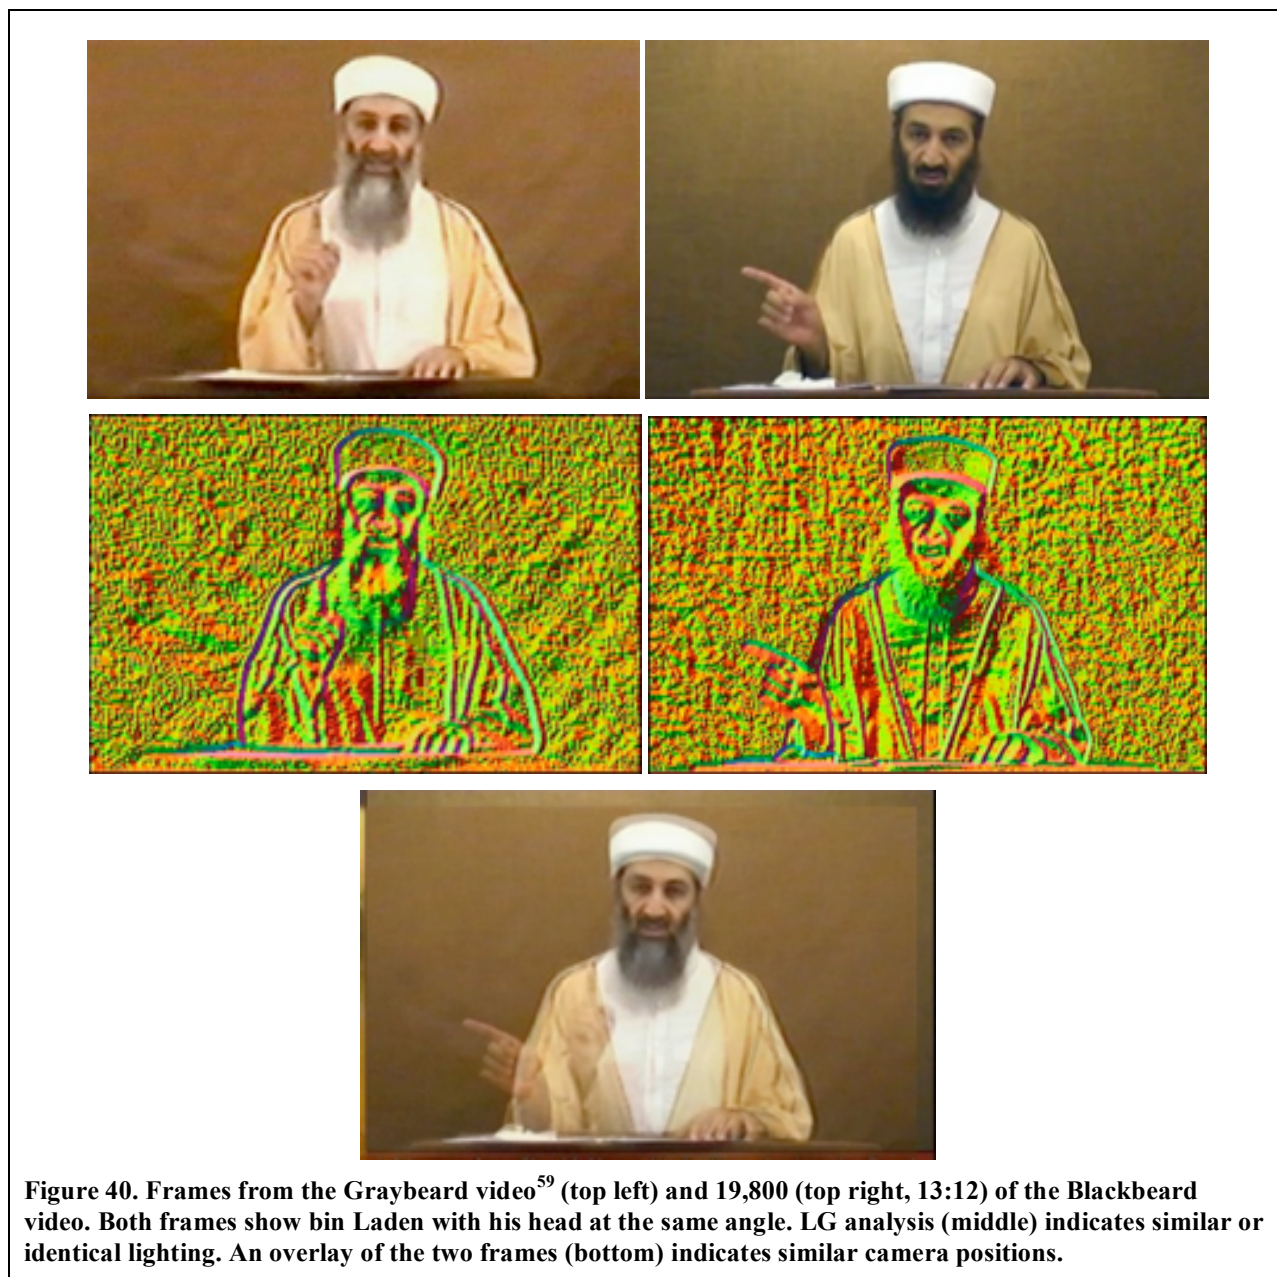 Figure 40. Frames from the Graybeard video59 (top left) and 19,800 (top right, 13:12) of the Blackbeard
video. Both frames show bin Laden with his head at the same angle. LG analysis (middle) indicates similar or
identical lighting. An overlay of the two frames (bottom) indicates similar camera positions.